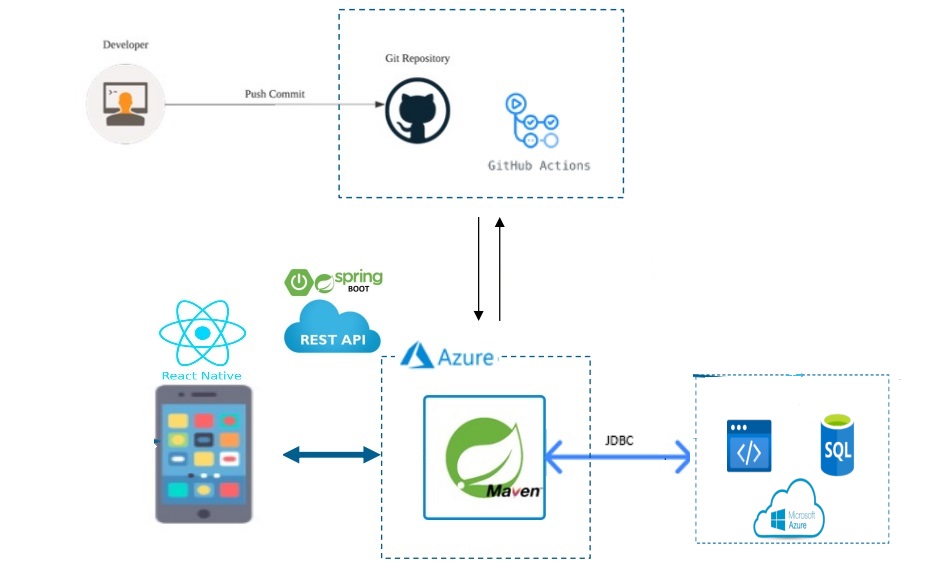 Developer
Git Repository
Push Commit
GitHub Actions
spring
BOOT
REST API
React Native
Azure
Maven
JDBC
</>
SQL
Microsoft
Azure